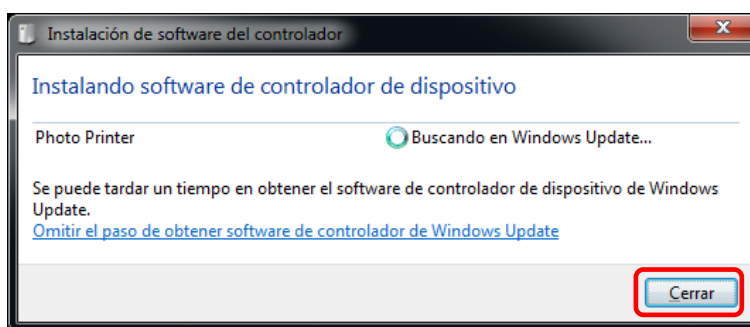 Instalación de software del controlador
Instalando software de controlador de dispositivo
Photo Printer Buscando en Windows Update...
Se puede tardar un tiempo en obtener el software de controlador de dispositivo de Windows
Update.
Omitir el paso de obtener software de controlador de Windows Update
Cerrar